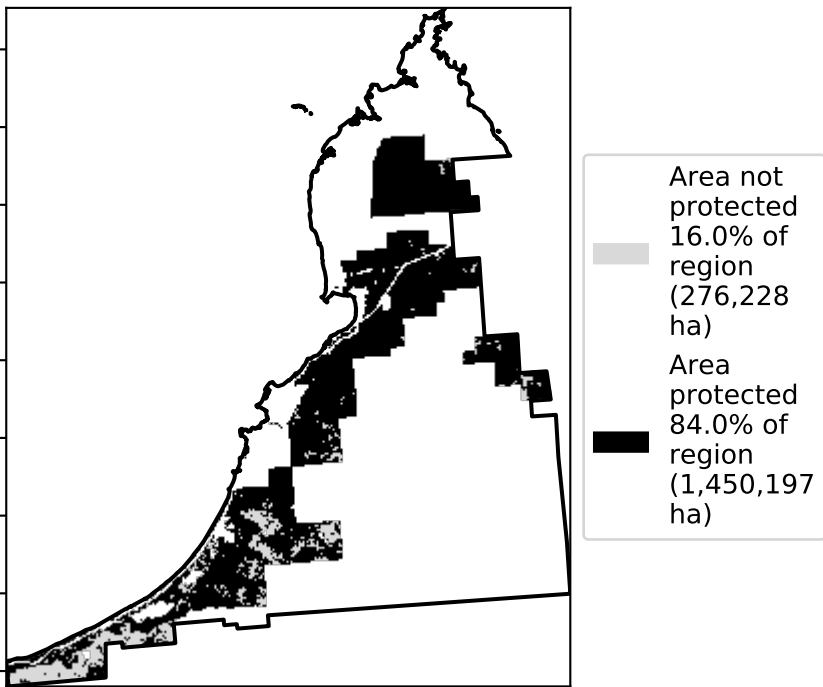 Area not
protected
16.0% of
region
(276,228
ha)
Area
protected
84.0% of
region
(1,450,197
ha)